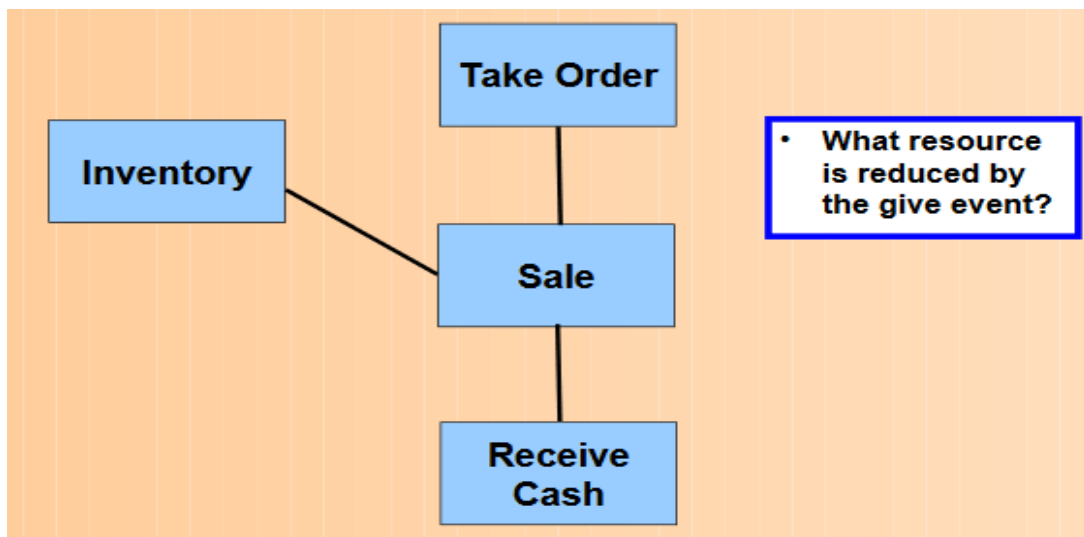 Take Order
Inventory
• What resource
is reduced by
the give event?
Sale
Receive
Cash